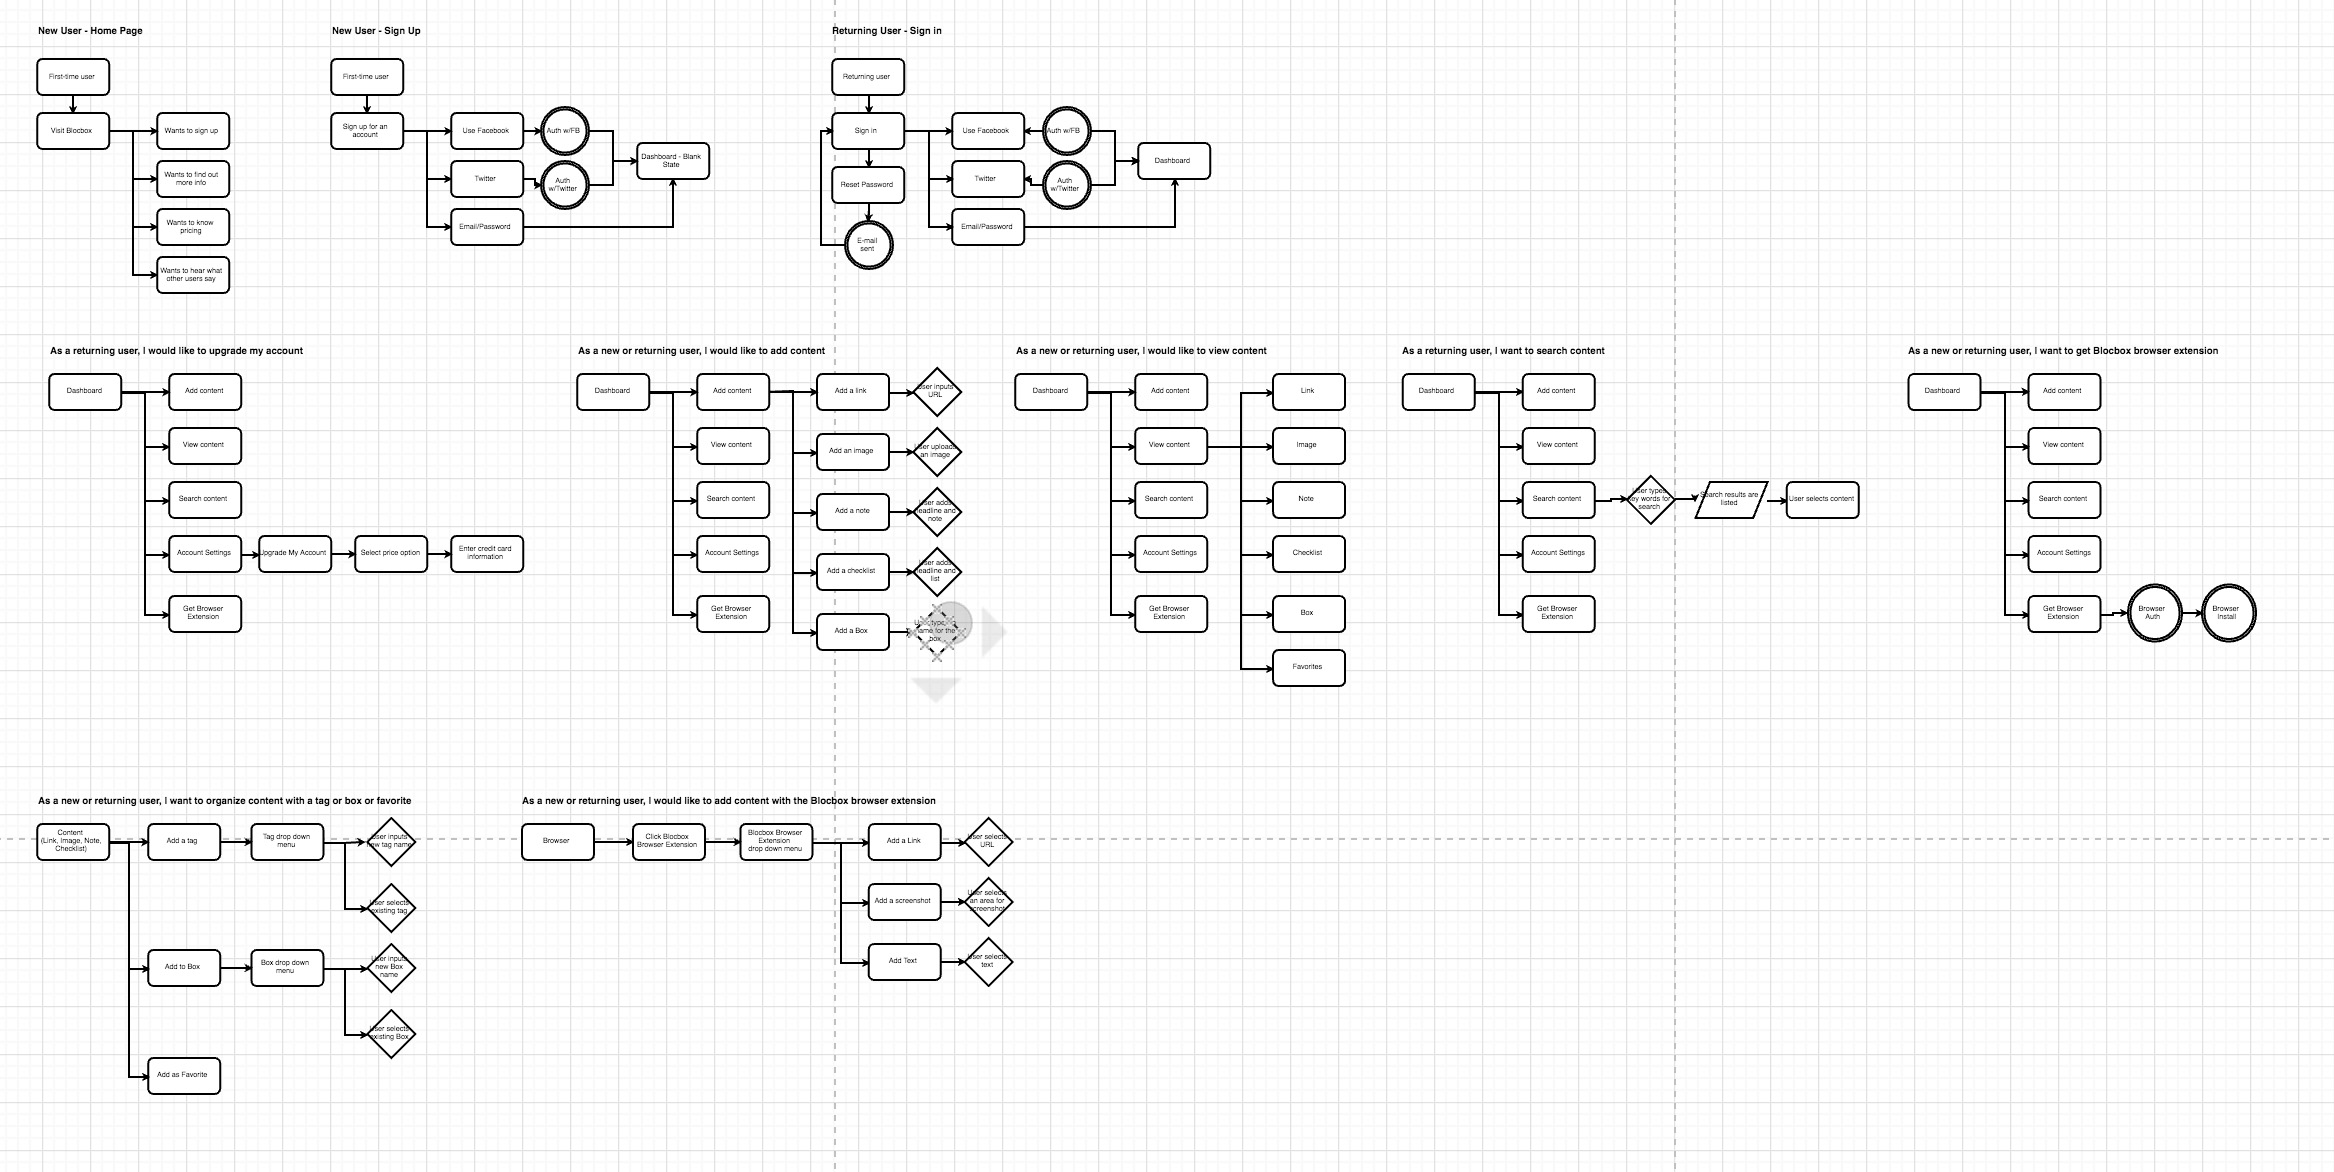 New User - Home Page
First-time user
Visit Blocbox
Wants to sign up
Wants to find out
more info
Wants to know
pricing
Wants to hear what
other users say
New User - Sign Up
First-time user
Sign up for an
account
Use Facebook
Auth w/FB
Twitter
Auth
w/Twitter
Email/Password
Dashboard - Blank
State
Returning User - Sign in
Returning user
Sign in
Reset Password
E-mail
sent
Use Facebook
Auth w/FB
Twitter
Auth
w/Twitter
Email/Password
Dashboard
As a returning user, I would like to upgrade my account
Dashboard
Add content
View content
Search content
Account Settings
Upgrade My Account
Select price option
Enter credit card
information
Get Browser
Extension
As a new or returning user, I would like to add content
Dashboard
Add content
View content
Search content
Account Settings
Get Browser
Extension
Add a link
User inputs
URL
Add an image
User uploads
an image
Add a note
User adds
headline and
note
Add a checklist
User adds
headline and
list
Add a Box
name for the
box
As a new or returning user, I would like to view content
Dashboard
Add content
View content
Search content
Account Settings
Get Browser
Extension
Link
Image
Note
Checklist
Box
Favorites
As a returning user, I want to search content
Dashboard
Add content
View content
Search content
User types
key words for
search
Search results are
listed
User selects content
Account Settings
Get Browser
Extension
As a new or returning user, I want to get Blocbox browser extension
Dashboard
Add content
View content
Search content
Account Settings
Get Browser
Extension
Browser
Auth
Browser
Install
As a new or returning user, I want to organize content with a tag or box or favorite
Content
(Link, Image, Note,
Checklist)
Add a tag
Tag drop down
menu
User inputs
new tag name
User selects
existing tag
Add to Box
Box drop down
menu
User inputs
new Box
name
User selects
existing Box
Add as Favorite
As a new or returning user, I would like to add content with the Blocbox browser extension
Browser
Click Blocbox
Browser Extension
Blocbox Browser
Extension
drop down menu
Add a Link
User selects
URL
Add a screenshot
User selects
an area for
screenshot
Add Text
User selects
text